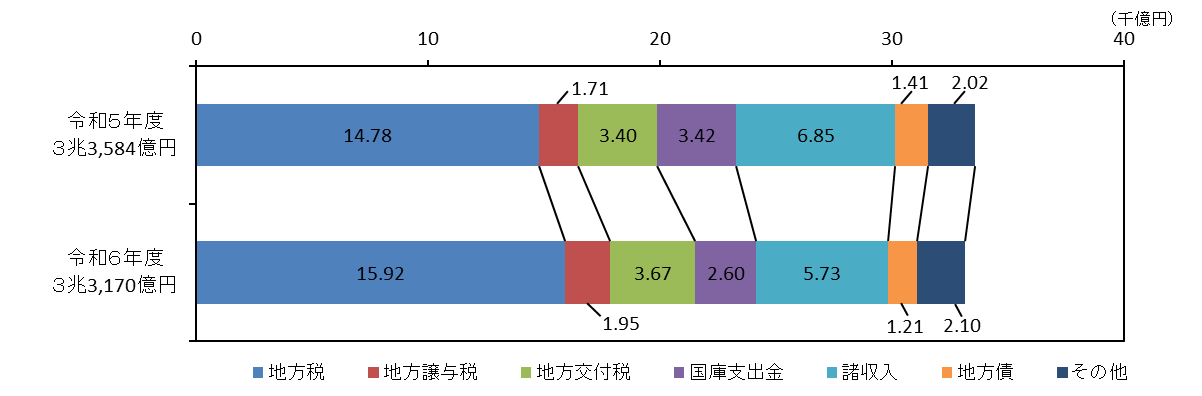 （千億円）
0 10 20 30 40
1.71 1.41 2.02
令和５年度
３兆3,584億円
14.78 3.40 3.42 6.85
令和６年度
３兆3,170億円
15.92 3.67 2.60 5.73
1.95 1.21 2.10
地方税 地方譲与税 地方交付税 国庫支出金 諸収入 地方債 その他